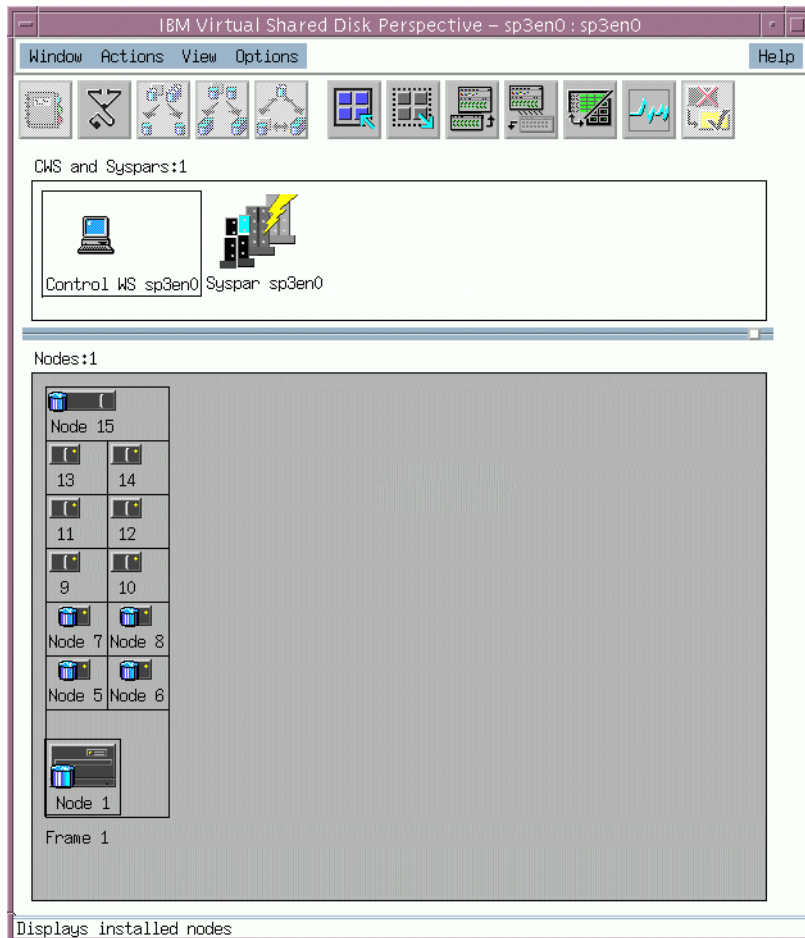 IBM Virtual Shared Disk Perspective – sp3en0 : sp3en0
Window Actions View Options Help
CWS and Syspars:1
Control WS sp3en0 Syspar sp3en0
Nodes:1
Node 15
13 14
11 12
9 10
Node 7 Node 8
Node 5 Node 6
Node 1
Frame 1
Displays installed nodes